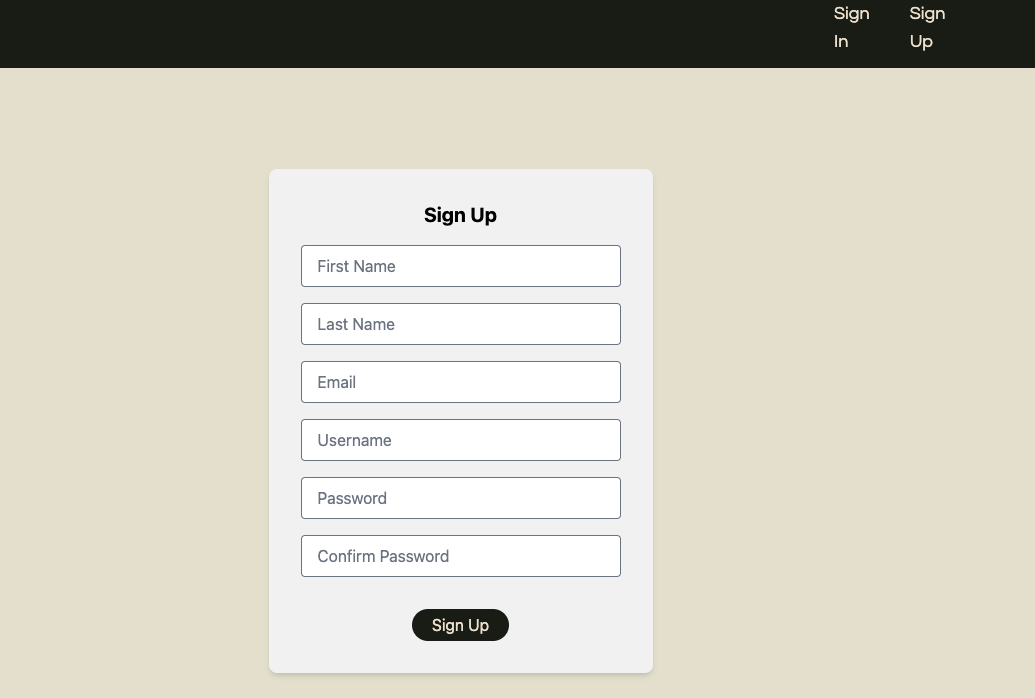 Sign Sign
In Up
Sign Up
First Name
Last Name
Email
Username
Password
Confirm Password
Sign Up